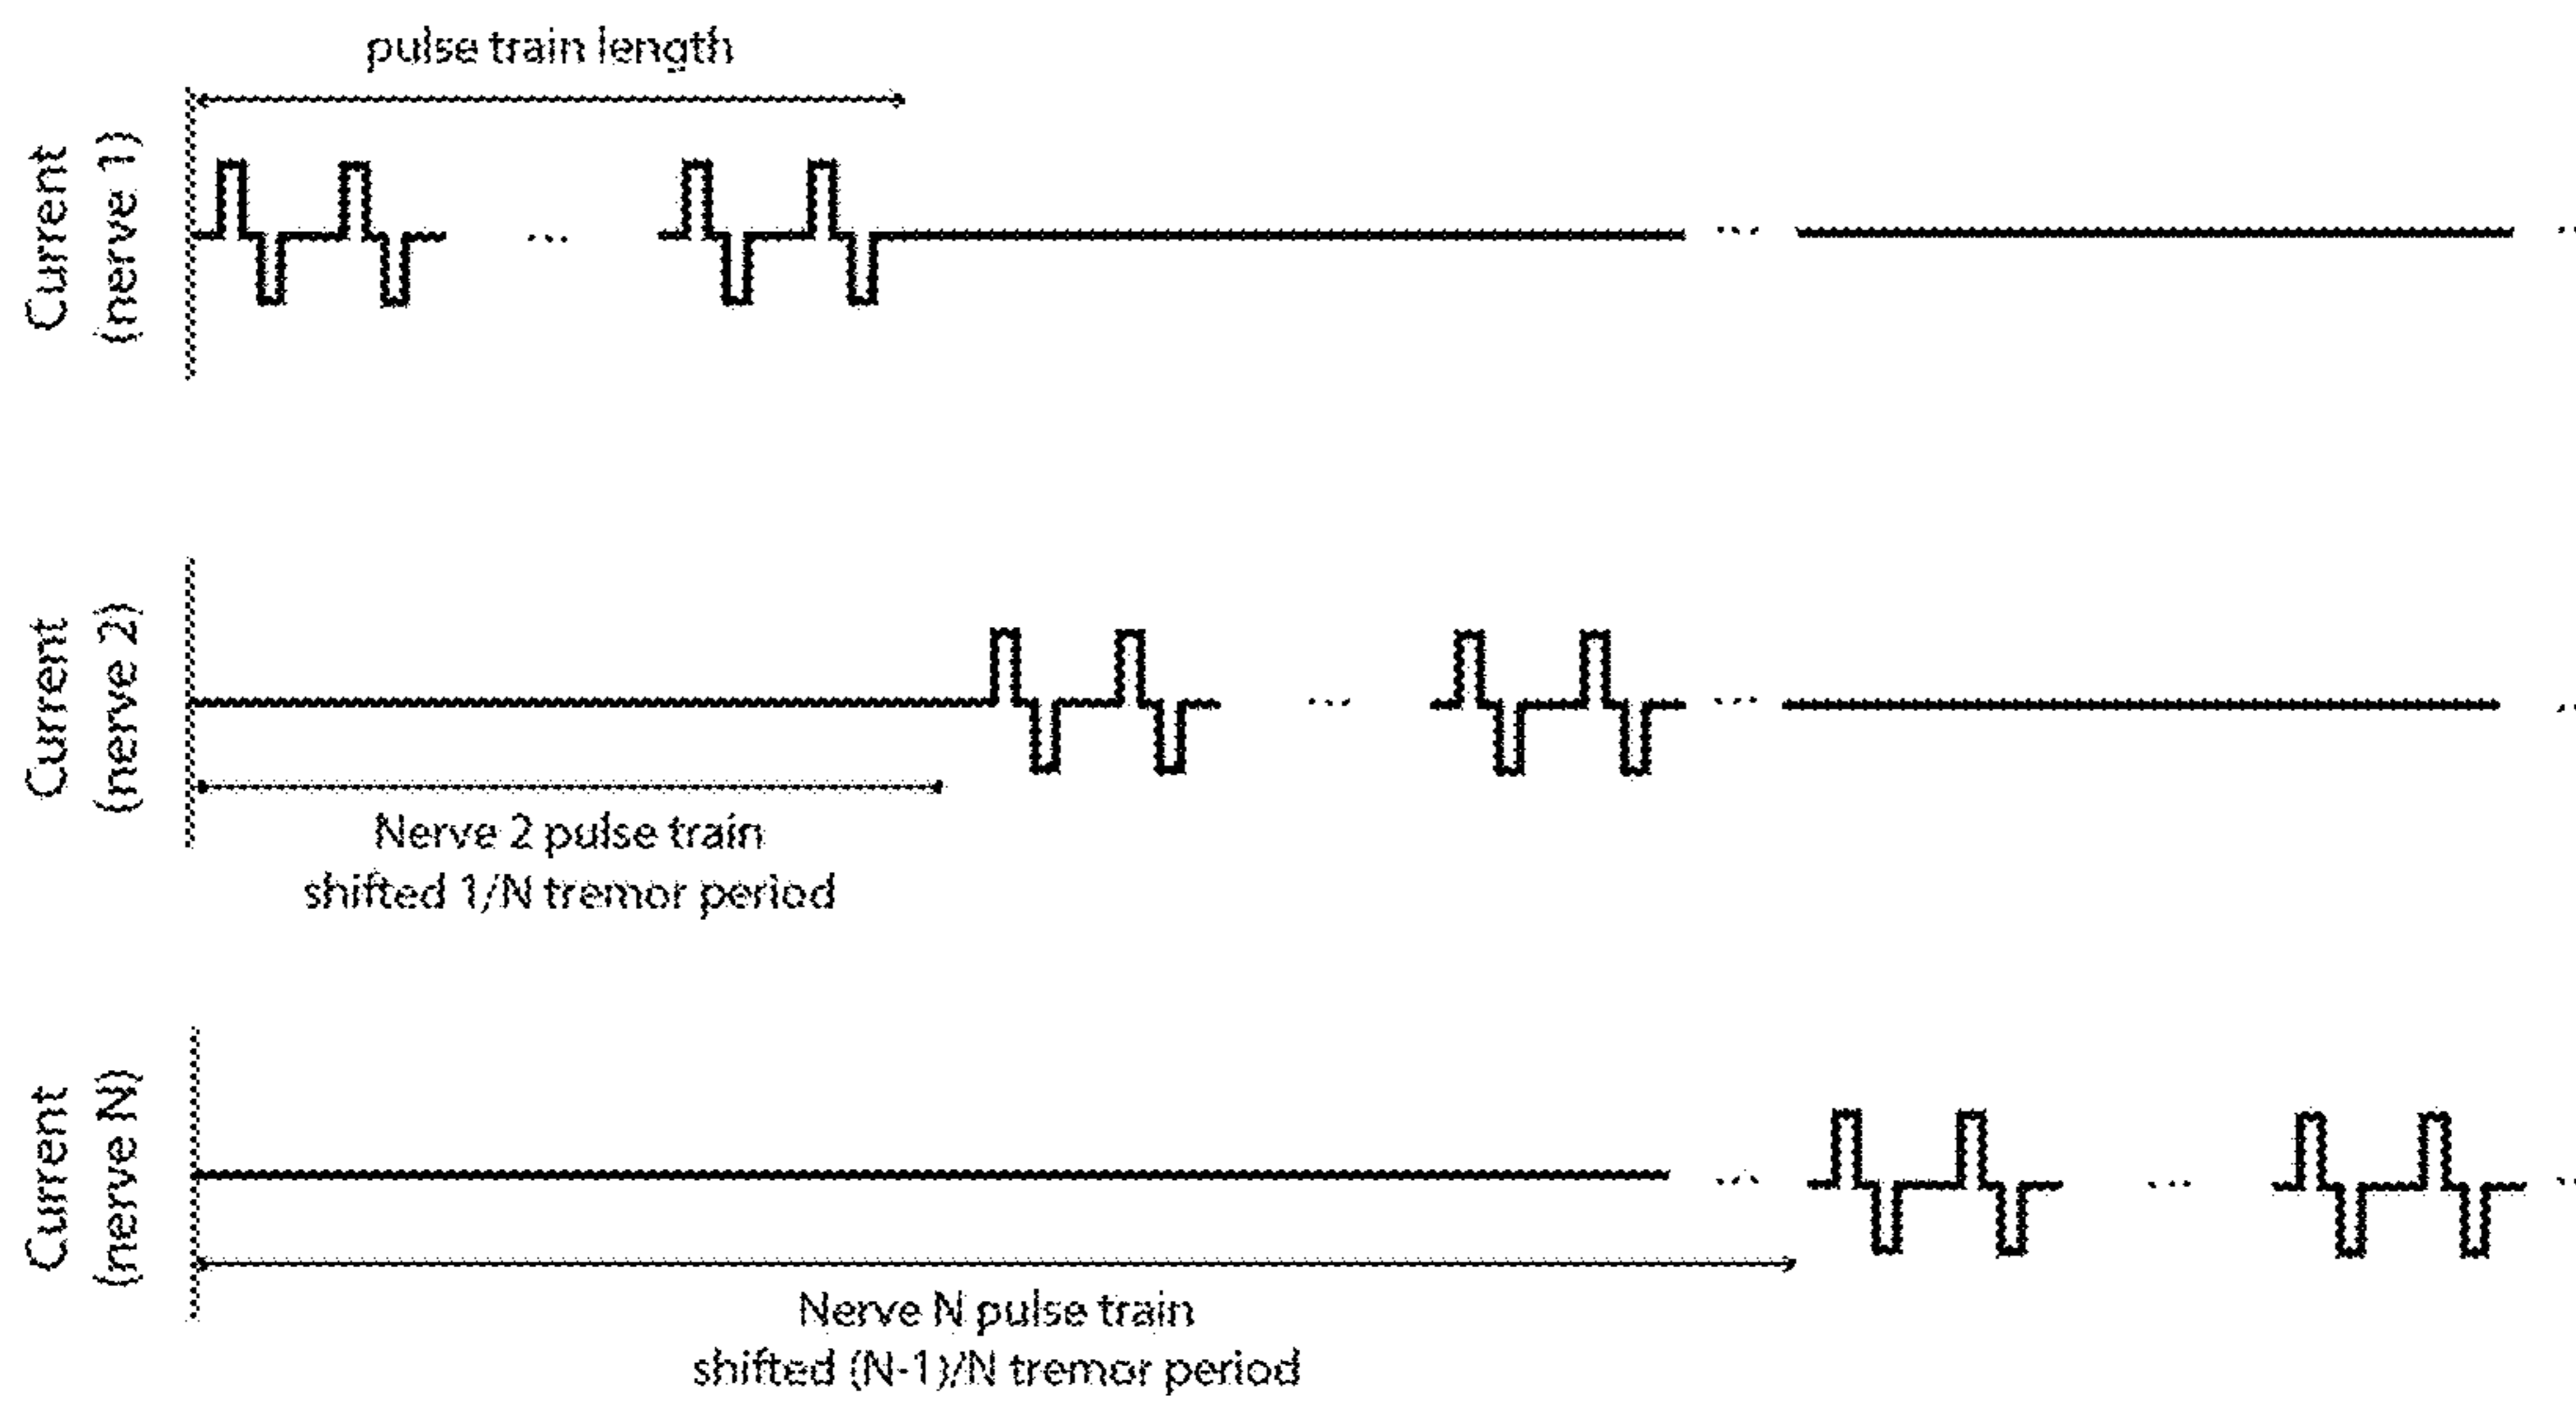 pulse train length
Current
(nerve 1)
...
...
Current
(nerve 2)
...
...
Nerve 2 pulse train
shifted 1/N tremor period
Current
(nerve N)
...
...
Nerve N pulse train
shifted (N-1)/N tremor period